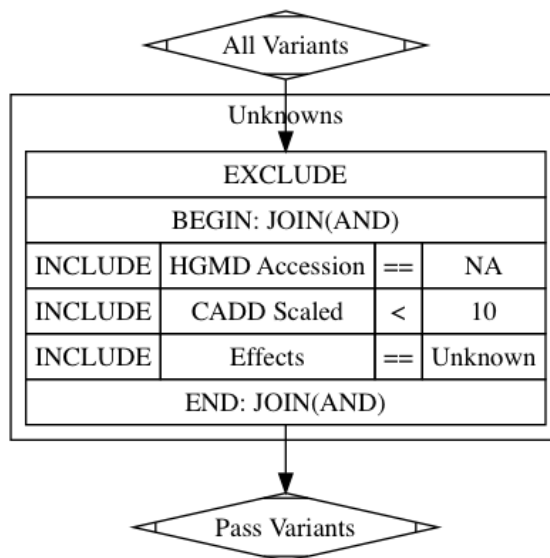 All Variants
Unknowns
EXCLUDE
BEGIN: JOIN(AND)
INCLUDE HGMD Accession == NA
INCLUDE CADD Scaled < 10
INCLUDE Effects == Unknown
END: JOIN(AND)
Pass Variants